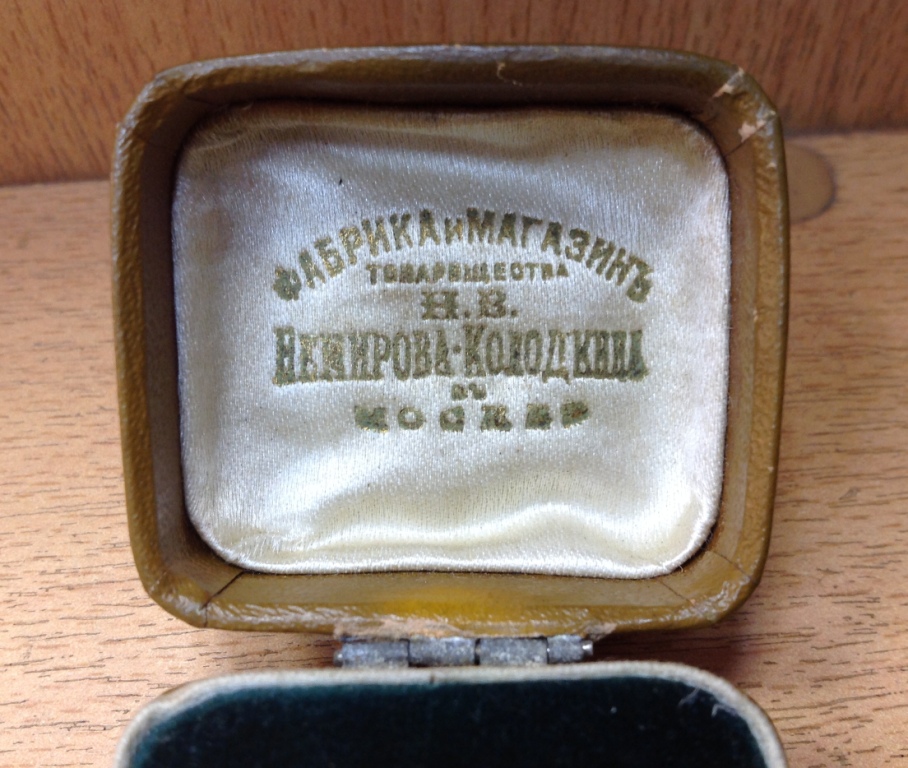 ФАБРИКА и МАГАЗИНЪ
ТОВАРИЩЕСТВА
Н.В.
НЕМИРОВА-КОЛОДКИНА
въ
МОСКВѢ